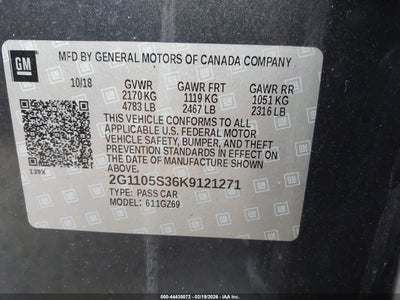 GM
MFD BY GENERAL MOTORS OF CANADA COMPANY
10/18 GVWR GAWR FRT GAWR RR
2170 KG 1119 KG 1051 KG
4783 LB 2467 LB 2316 LB
THIS VEHICLE CONFORMS TO ALL
APPLICABLE U.S. FEDERAL MOTOR
VEHICLE SAFETY, BUMPER, AND THEFT
PREVENTION STANDARDS IN EFFECT ON
THE DATE OF MANUFACTURE SHOWN
ABOVE.
2G1105S36K9121271
TYPE: PASS CAR
MODEL: 611GZ69
000-44430072 - 02/19/2026 - IAA, Inc.